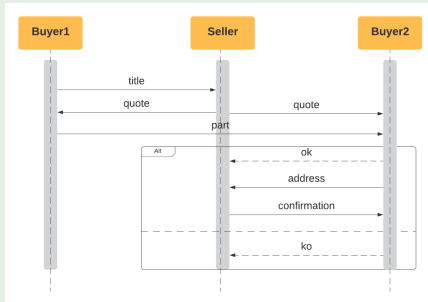 Buyer1 Seller Buyer2
title
quote quote
part
Alt ok
address
confirmation
ko